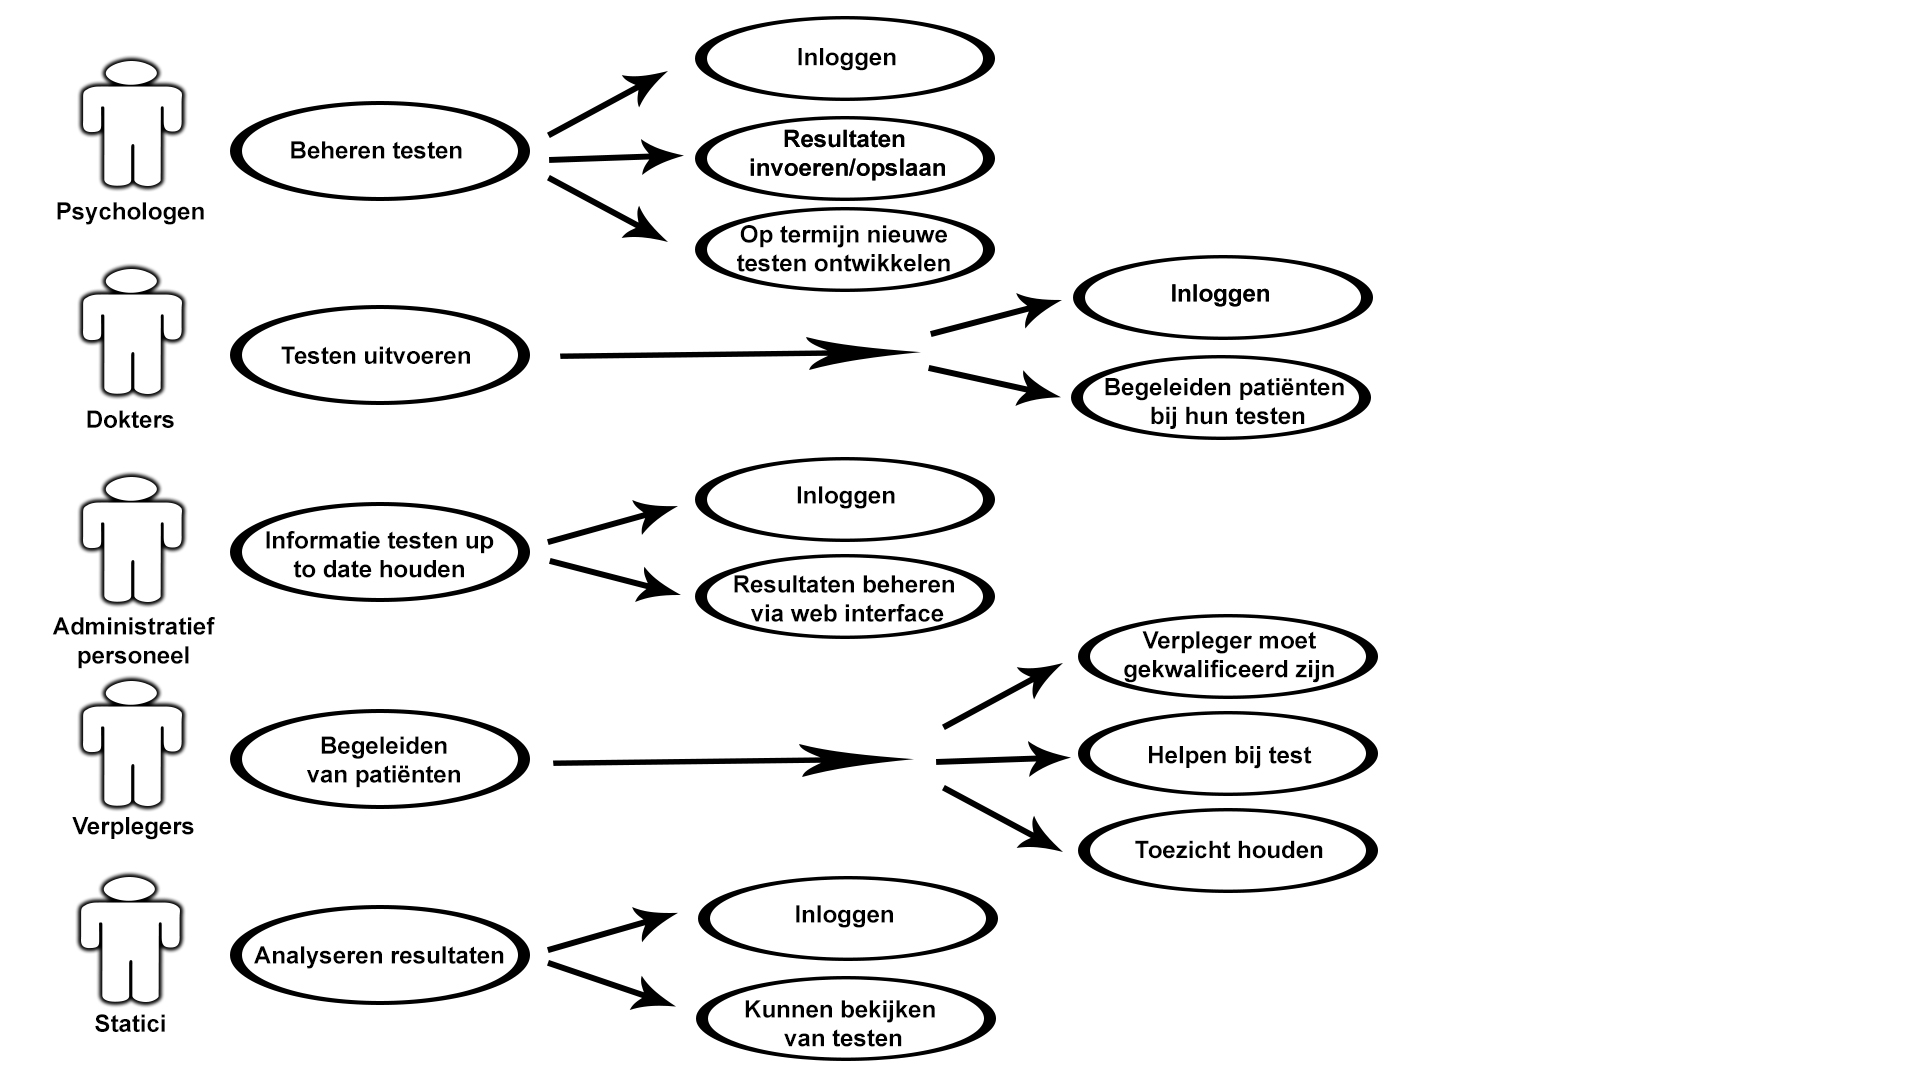 Psychologen
Beheren testen
Inloggen
Resultaten
invoeren/opslaan
Op termijn nieuwe
testen ontwikkelen
Dokters
Testen uitvoeren
Inloggen
Begeleiden patiënten
bij hun testen
Administratief
personeel
Informatie testen up
to date houden
Inloggen
Resultaten beheren
via web interface
Verplegers
Begeleiden
van patiënten
Verpleger moet
gekwalificeerd zijn
Helpen bij test
Toezicht houden
Statici
Analyseren resultaten
Inloggen
Kunnen bekijken
van testen